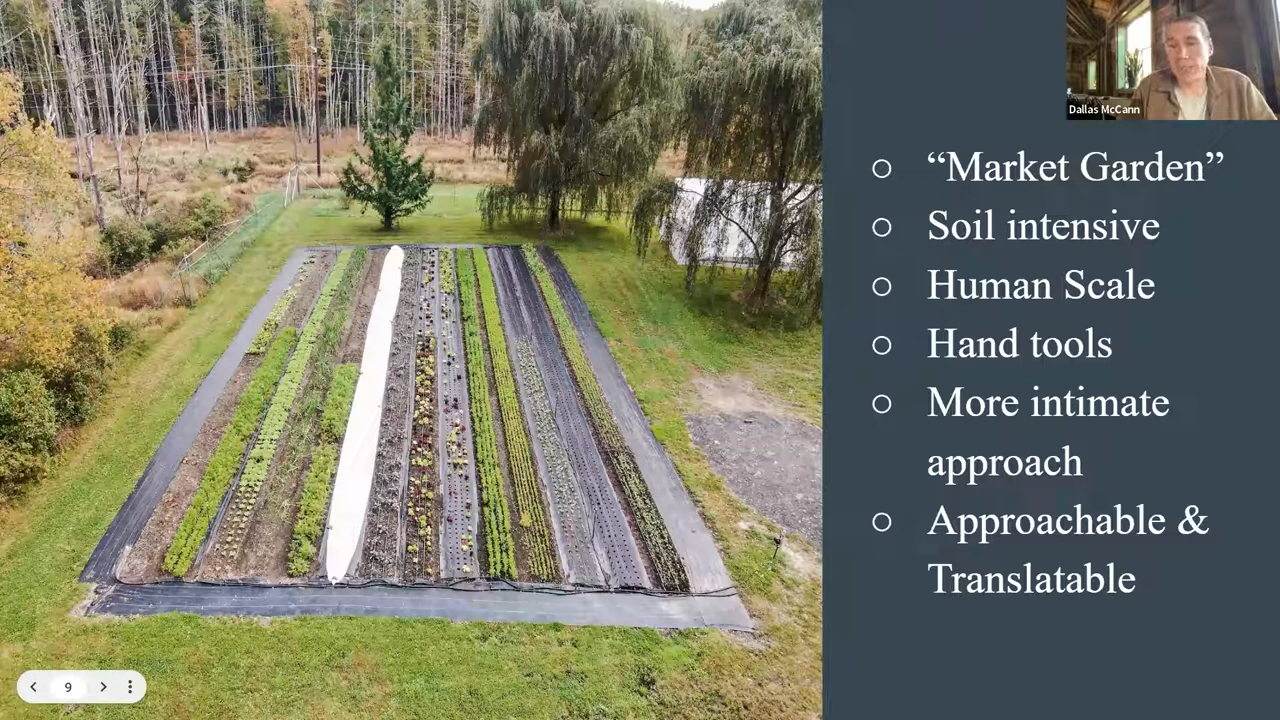 Dallas McCann
“Market Garden”
Soil intensive
Human Scale
Hand tools
More intimate
approach
Approachable &
Translatable
9